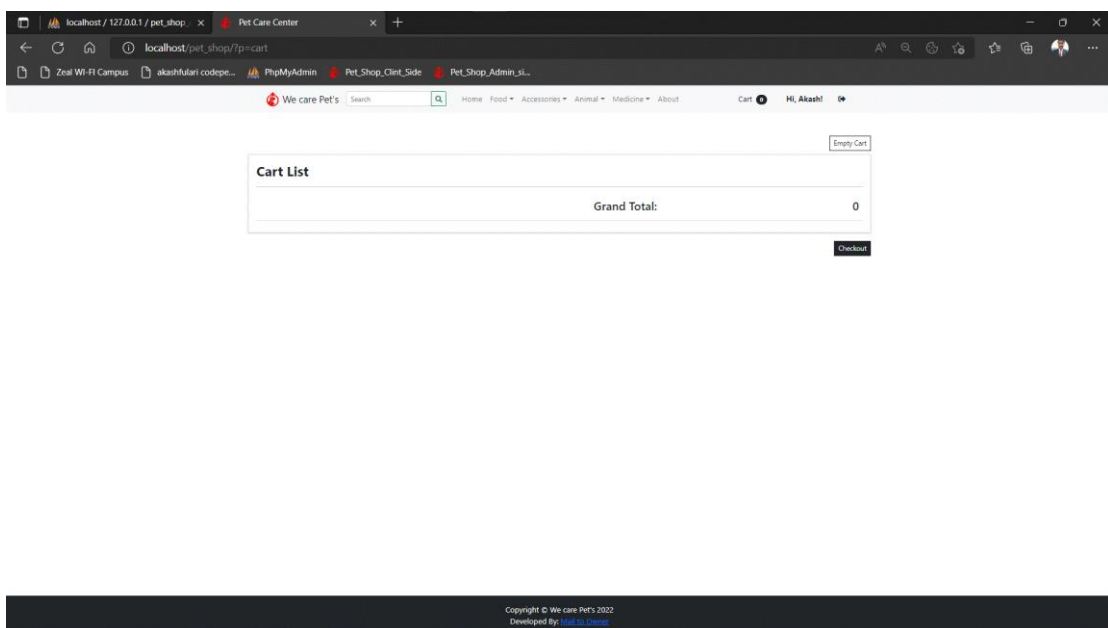 localhost / 127.0.0.1 / pet_shop_
Pet Care Center
localhost/pet_shop/?p=cart
Zeal WI-FI Campus
akashfulari codepe...
PhpMyAdmin
Pet_Shop_Clint_Side
Pet_Shop_Admin_si...
We care Pet's
Search
Home Food Accessories Animal Medicine About
Cart 0
Hi, Akash!
Empty Cart
Cart List
Grand Total: 0
Checkout
Copyright © We care Pet's 2022
Developed By: Mail to Owner